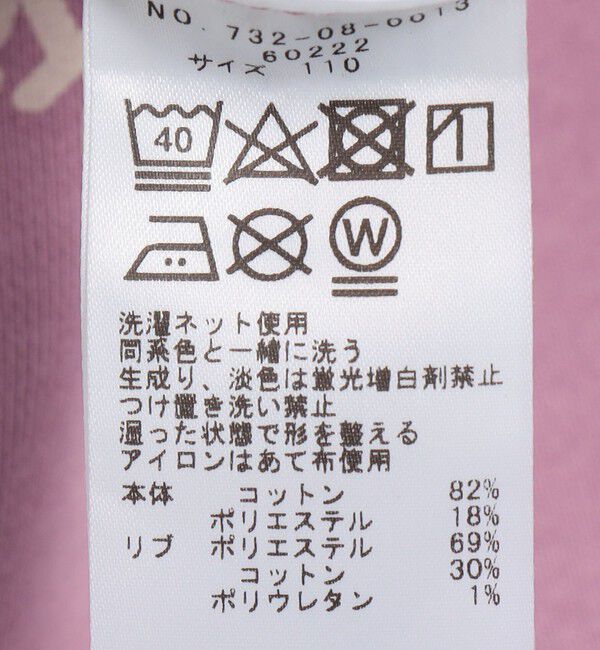 NO. 732-08-0013
60222
サイズ 110
40
W
洗濯ネット使用
同系色と一緒に洗う
生成り、淡色は蛍光増白剤禁止
つけ置き洗い禁止
湿った状態で形を整える
アイロンはあて布使用
本体 コットン 82%
ポリエステル 18%
リブ ポリエステル 69%
コットン 30%
ポリウレタン 1%